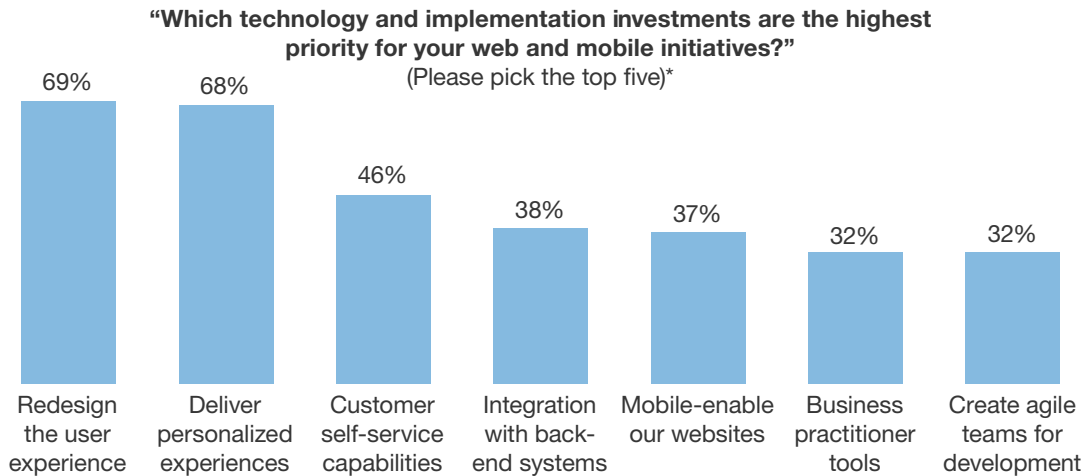 “Which technology and implementation investments are the highest
priority for your web and mobile initiatives?”
(Please pick the top five)*
69%
68%
46%
38%
37%
32%
32%
Redesign
the user
experience
Deliver
personalized
experiences
Customer
self-service
capabilities
Integration
with back-
end systems
Mobile-enable
our websites
Business
practitioner
tools
Create agile
teams for
development